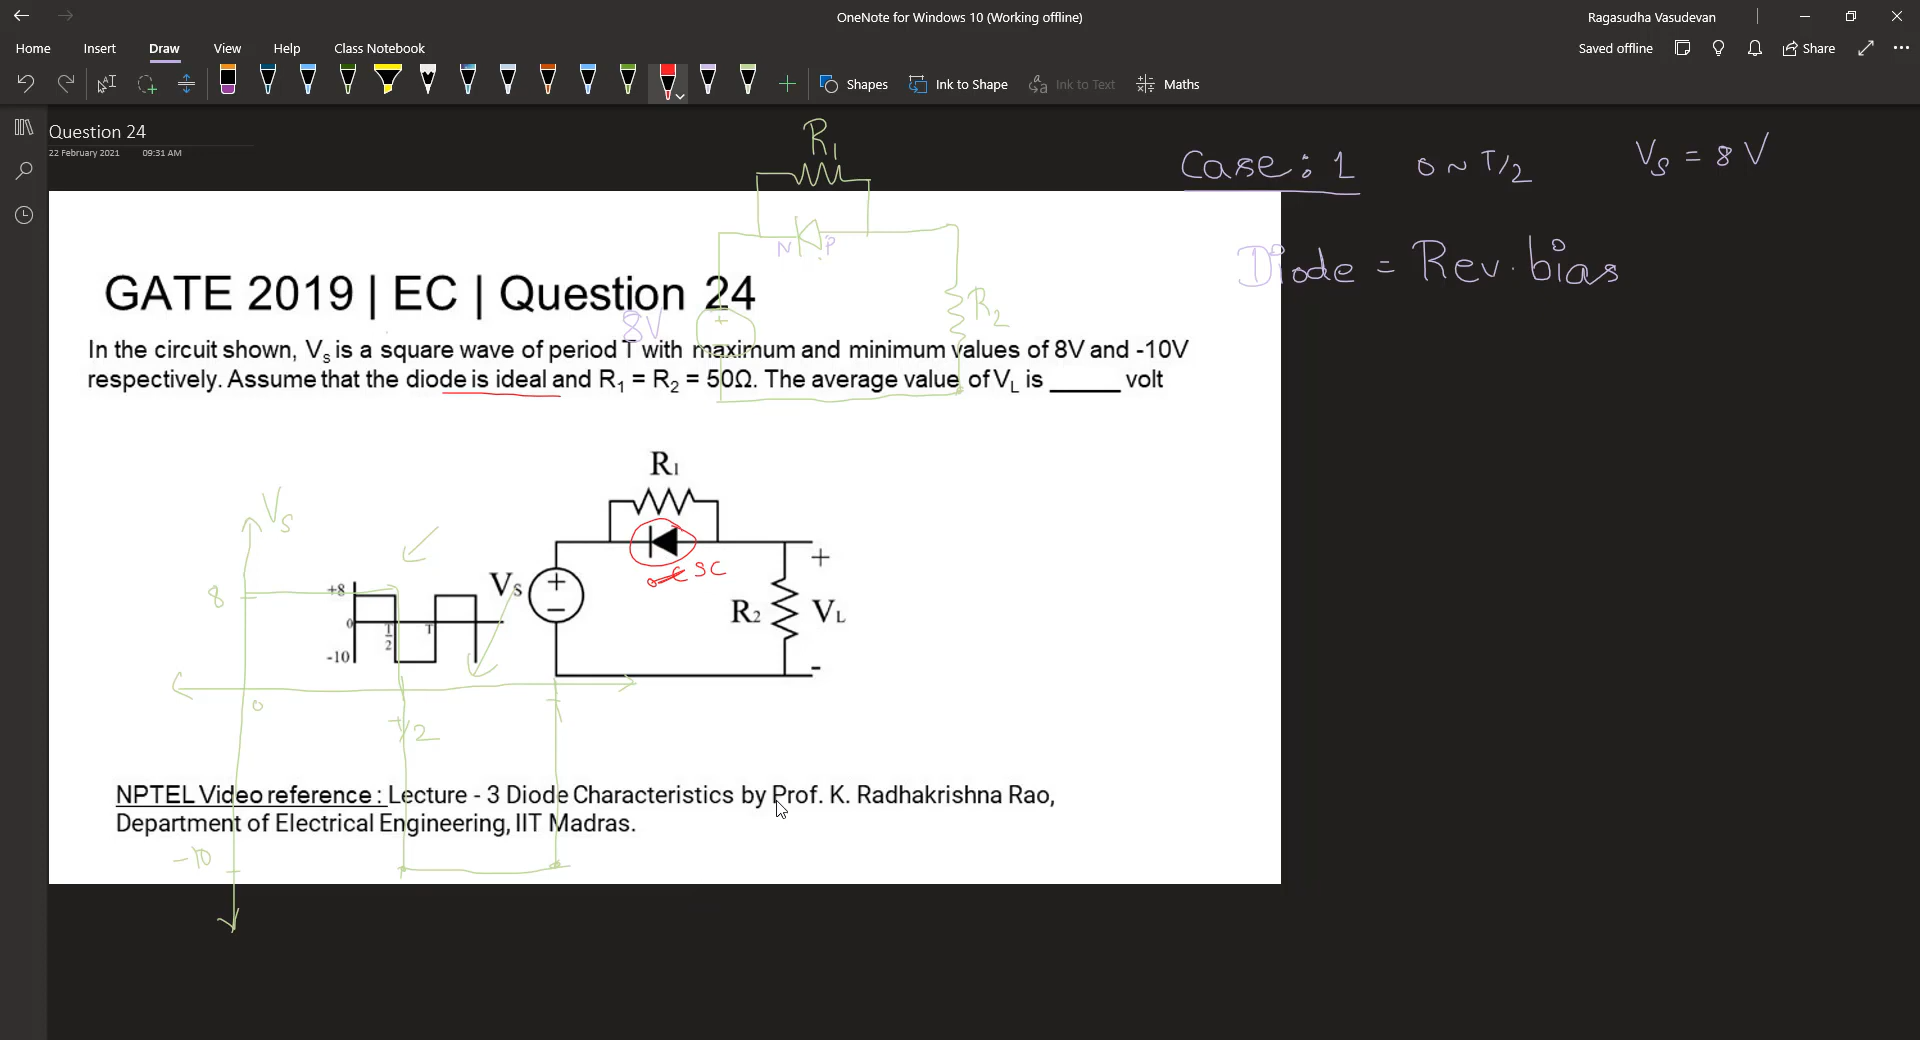 OneNote for Windows 10 (Working offline)
Ragasudha Vasudevan
Home Insert Draw View Help Class Notebook
Saved offline Share
Shapes Ink to Shape Ink to Text Maths
Question 24
22 February 2021 09:31 AM
R1
Case: 1 0 ~ T/2 Vs = 8 V
N P
Diode = Rev. bias
GATE 2019 | EC | Question 24
8V
R2
In the circuit shown, Vs is a square wave of period T with maximum and minimum values of 8V and -10V
respectively. Assume that the diode is ideal and R1 = R2 = 50Ω. The average value of VL is ______ volt
R1
Vs
+
SC
8
+8
Vs
+
-
0
T/2
T
R2 VL
-10
-
0
T/2
T
NPTEL Video reference : Lecture - 3 Diode Characteristics by Prof. K. Radhakrishna Rao,
Department of Electrical Engineering, IIT Madras.
-10